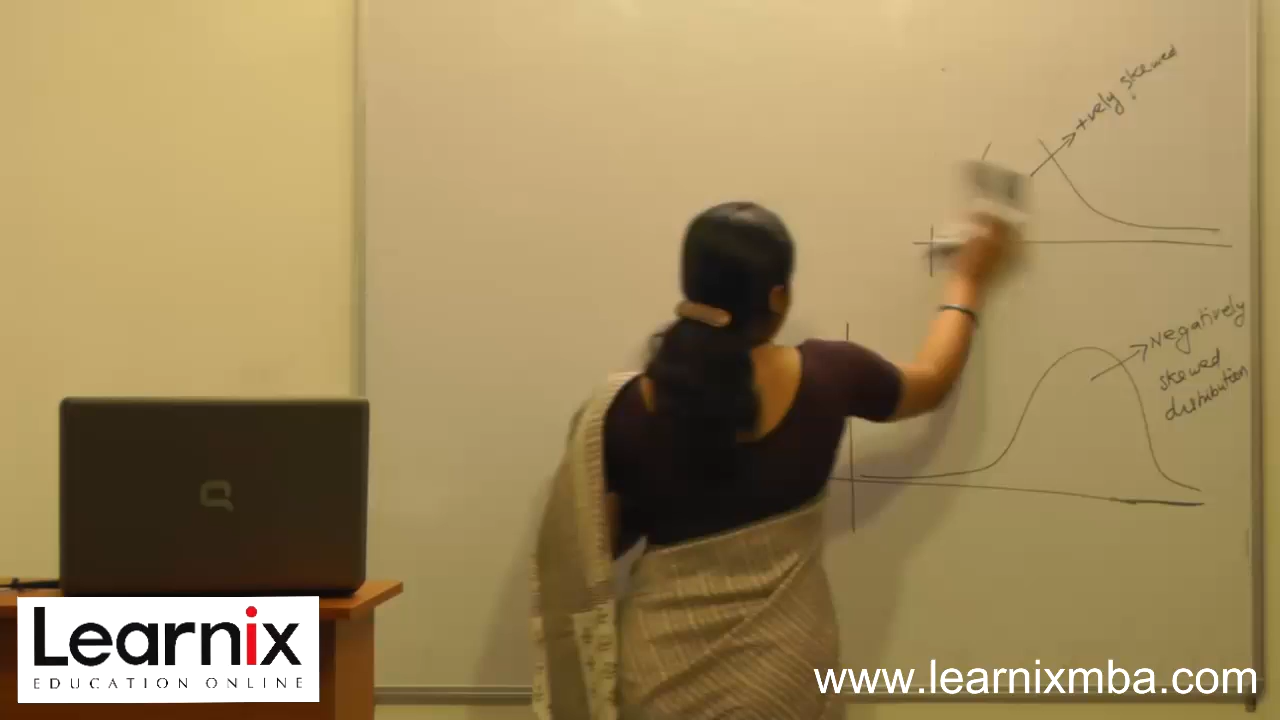 +vely skewed
Negatively
skewed
distribution
Learnix
EDUCATION ONLINE
www.learnixmba.com